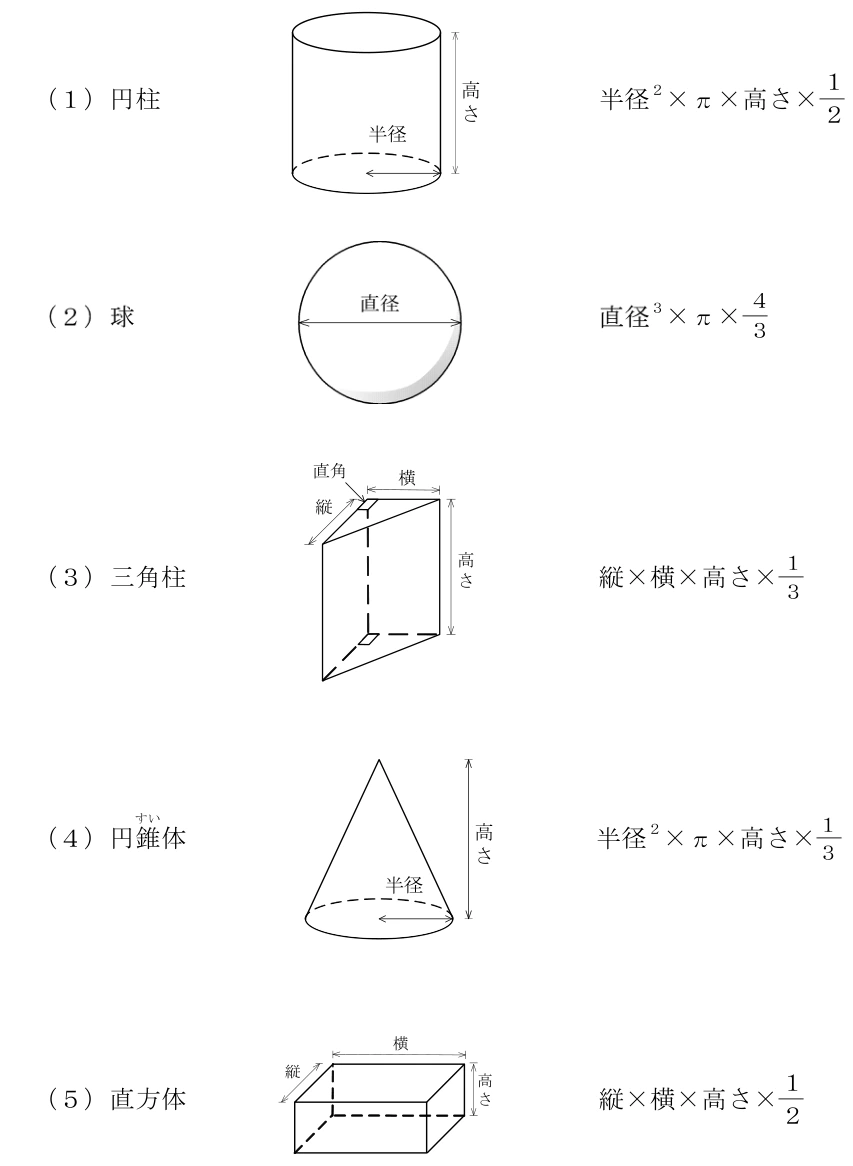 （１）円柱
高さ
半径
半径²×π×高さ×1/2
（２）球
直径
直径³×π×4/3
（３）三角柱
直角
横
縦
高さ
縦×横×高さ×1/3
すい
（４）円錐体
高さ
半径
半径²×π×高さ×1/3
（５）直方体
横
縦
高さ
縦×横×高さ×1/2